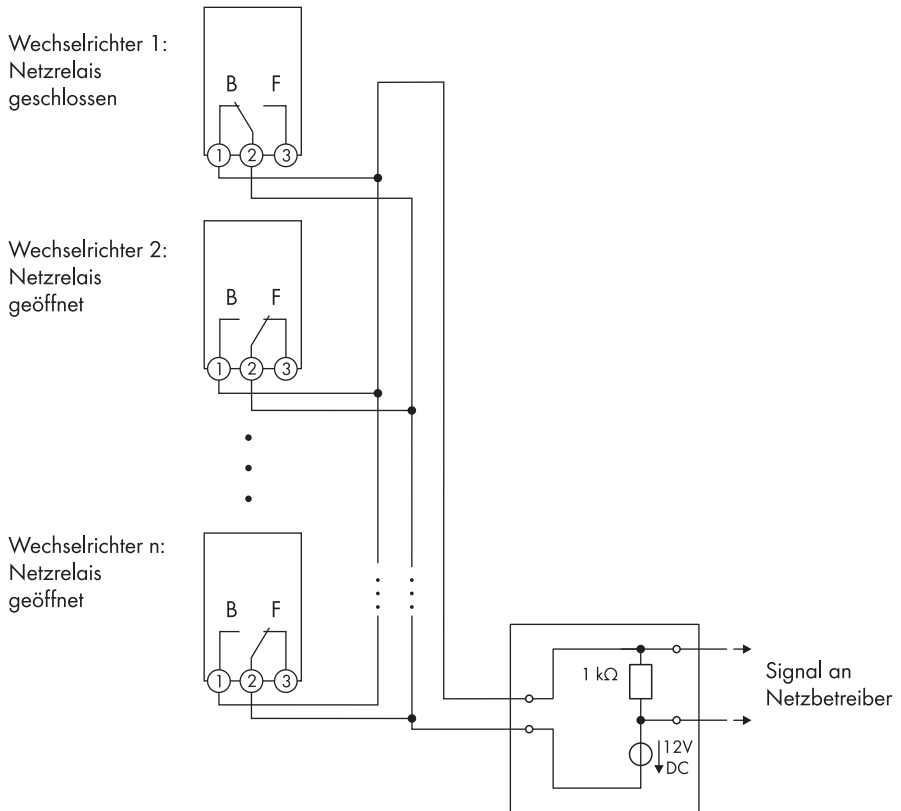 Wechselrichter 1:
Netzrelais
geschlossen
B F
1 2 3
Wechselrichter 2:
Netzrelais
geöffnet
B F
1 2 3
Wechselrichter n:
Netzrelais
geöffnet
B F
1 2 3
1 kΩ
Signal an
Netzbetreiber
12V
DC